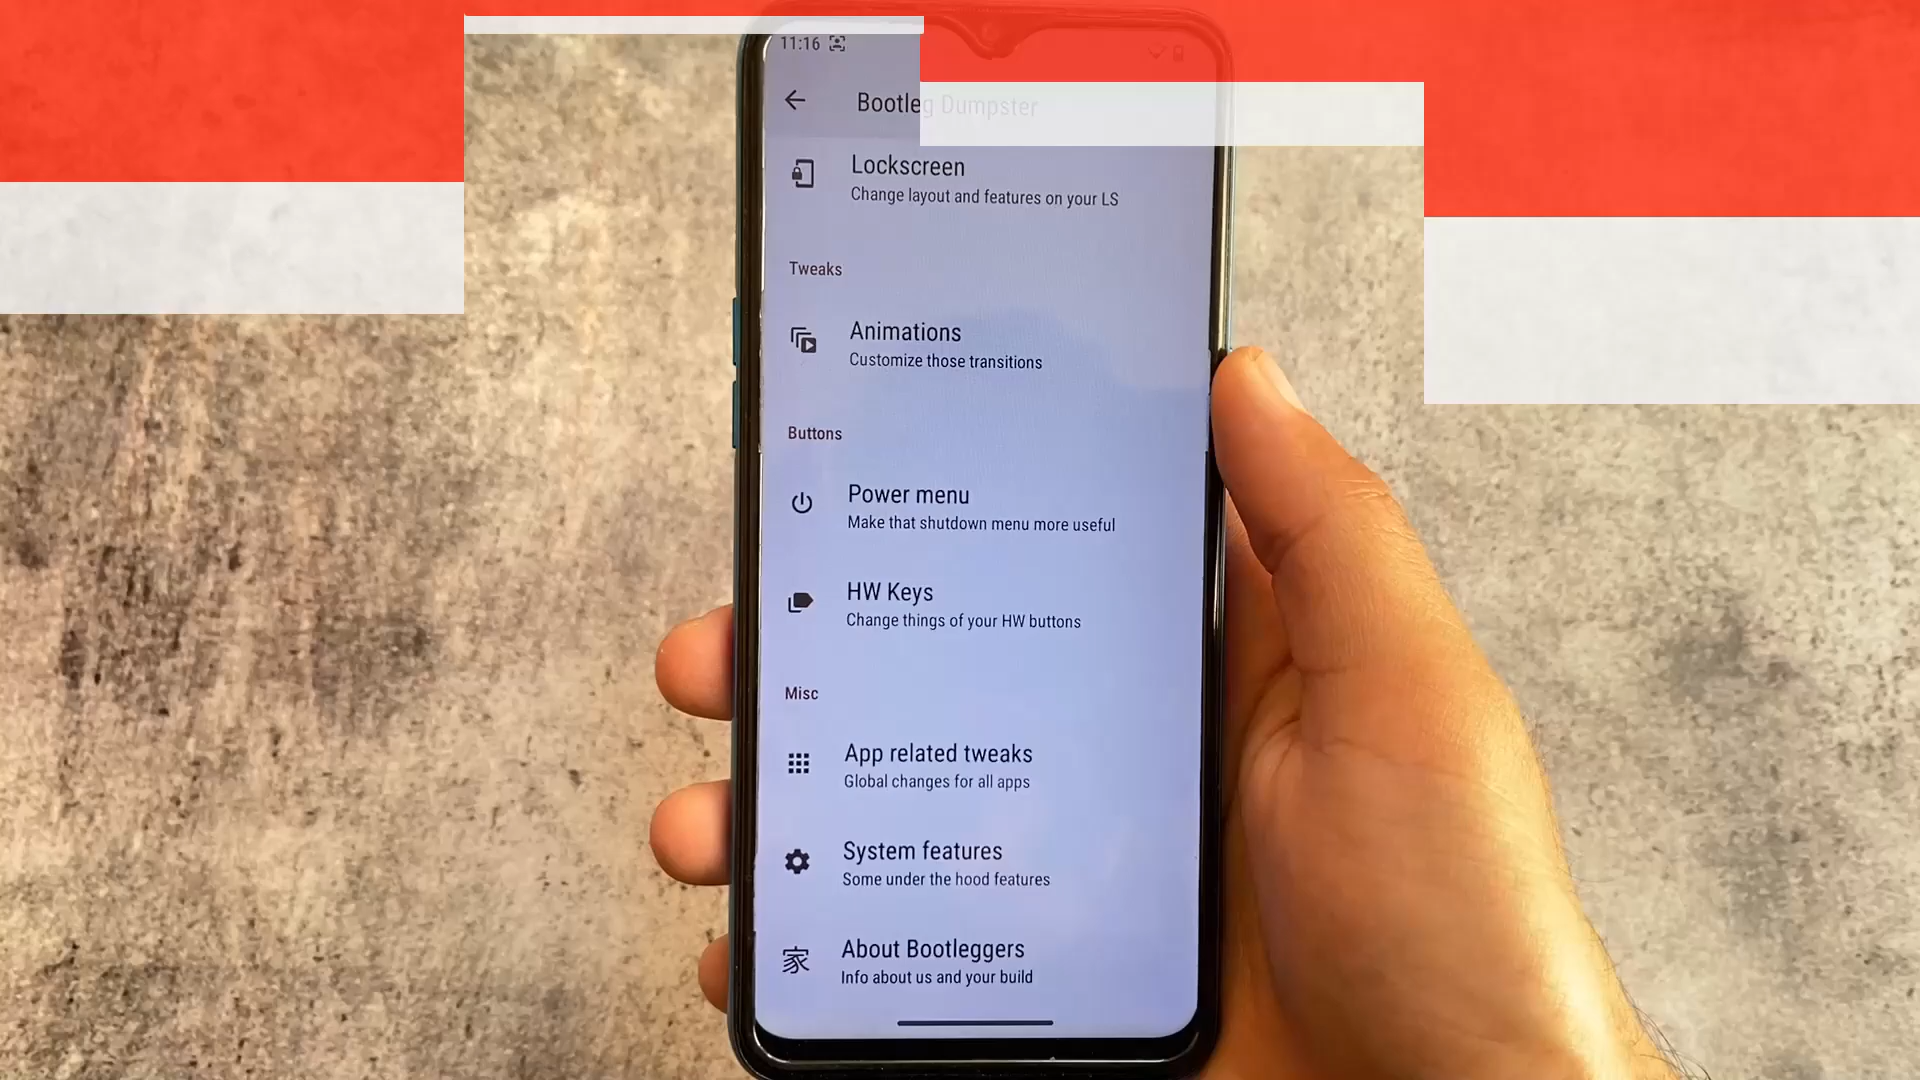 11:16
Bootleg Dumpster
Lockscreen
Change layout and features on your LS
Tweaks
Animations
Customize those transitions
Buttons
Power menu
Make that shutdown menu more useful
HW Keys
Change things of your HW buttons
Misc
App related tweaks
Global changes for all apps
System features
Some under the hood features
家
About Bootleggers
Info about us and your build